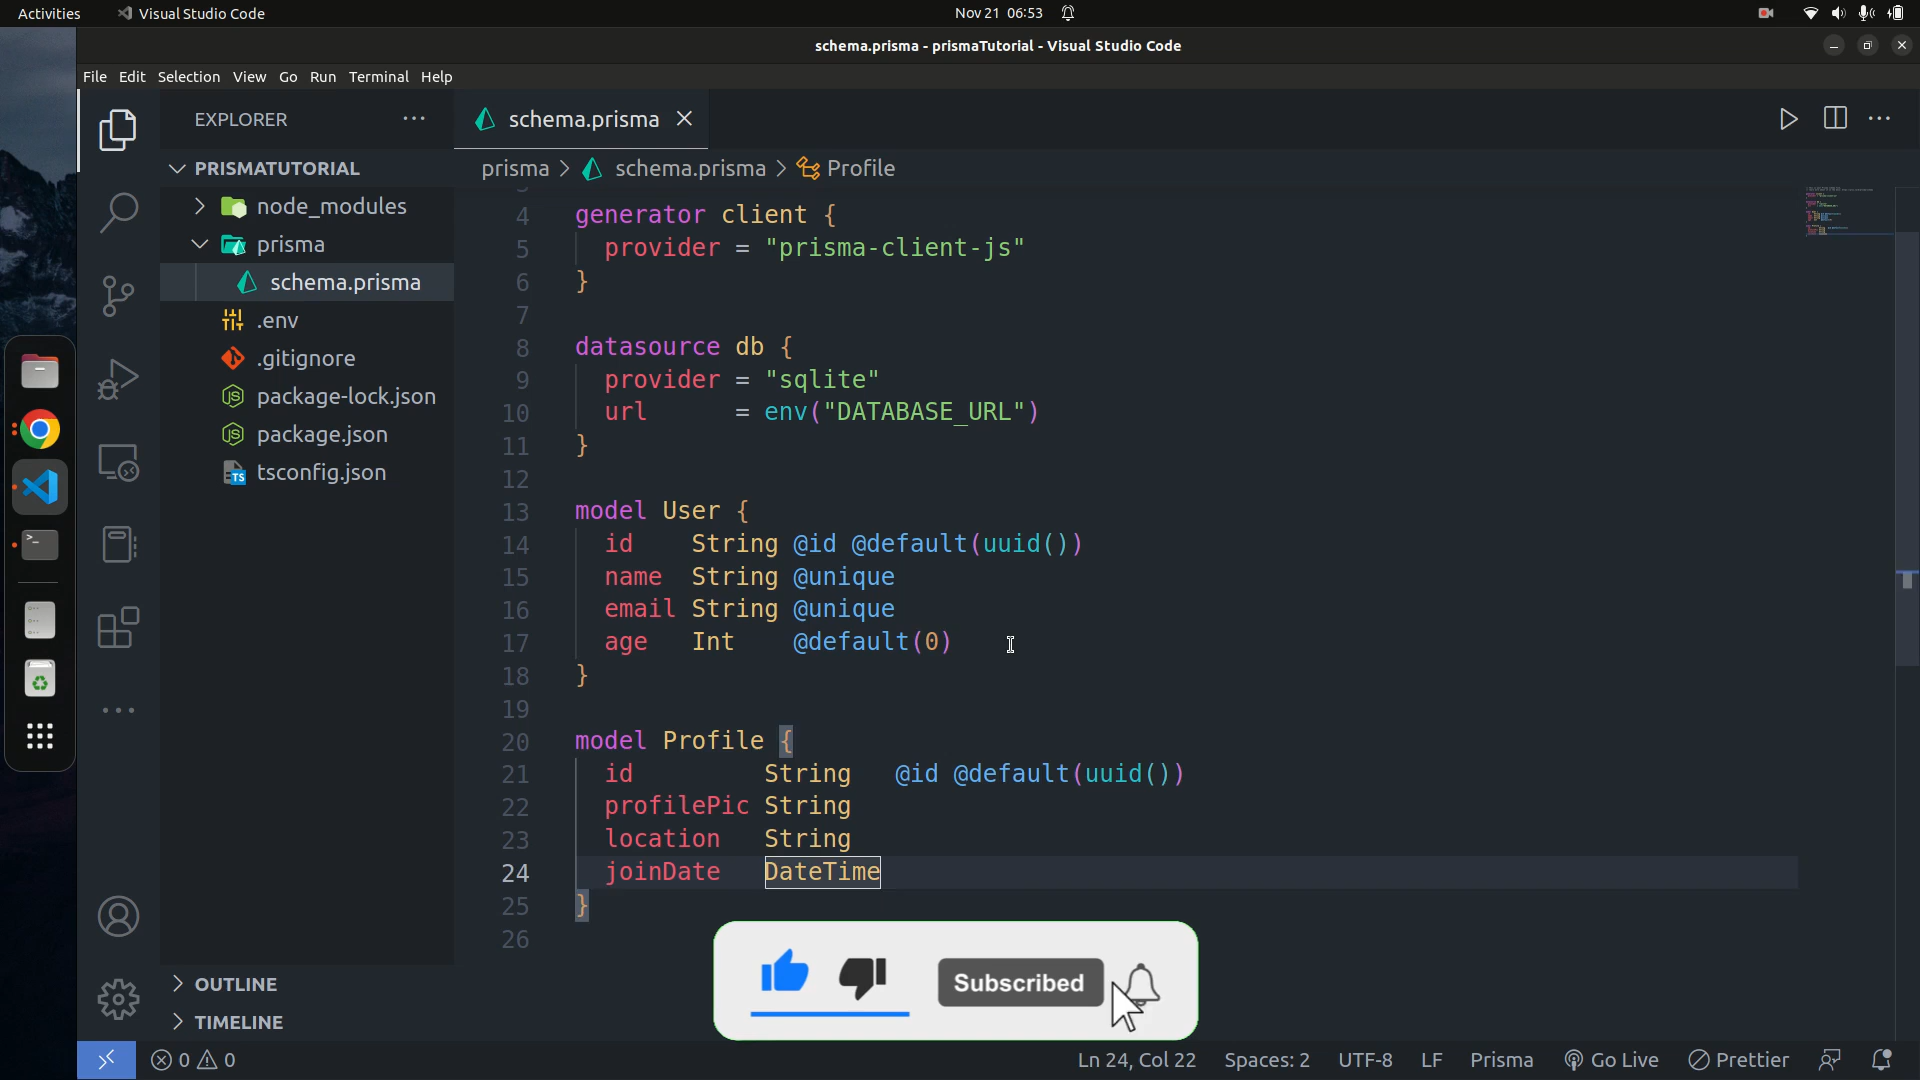 Activities
Visual Studio Code
Nov 21 06:53
schema.prisma - prismaTutorial - Visual Studio Code
File Edit Selection View Go Run Terminal Help
EXPLORER
schema.prisma
PRISMATUTORIAL
node_modules
prisma
schema.prisma
.env
.gitignore
package-lock.json
package.json
tsconfig.json
OUTLINE
TIMELINE
prisma > schema.prisma > Profile
4 generator client {
5 provider = "prisma-client-js"
6 }
7
8 datasource db {
9 provider = "sqlite"
10 url = env("DATABASE_URL")
11 }
12
13 model User {
14 id String @id @default(uuid())
15 name String @unique
16 email String @unique
17 age Int @default(0)
18 }
19
20 model Profile {
21 id String @id @default(uuid())
22 profilePic String
23 location String
24 joinDate DateTime
25 }
26
Subscribed
0 0
Ln 24, Col 22 Spaces: 2 UTF-8 LF Prisma Go Live Prettier